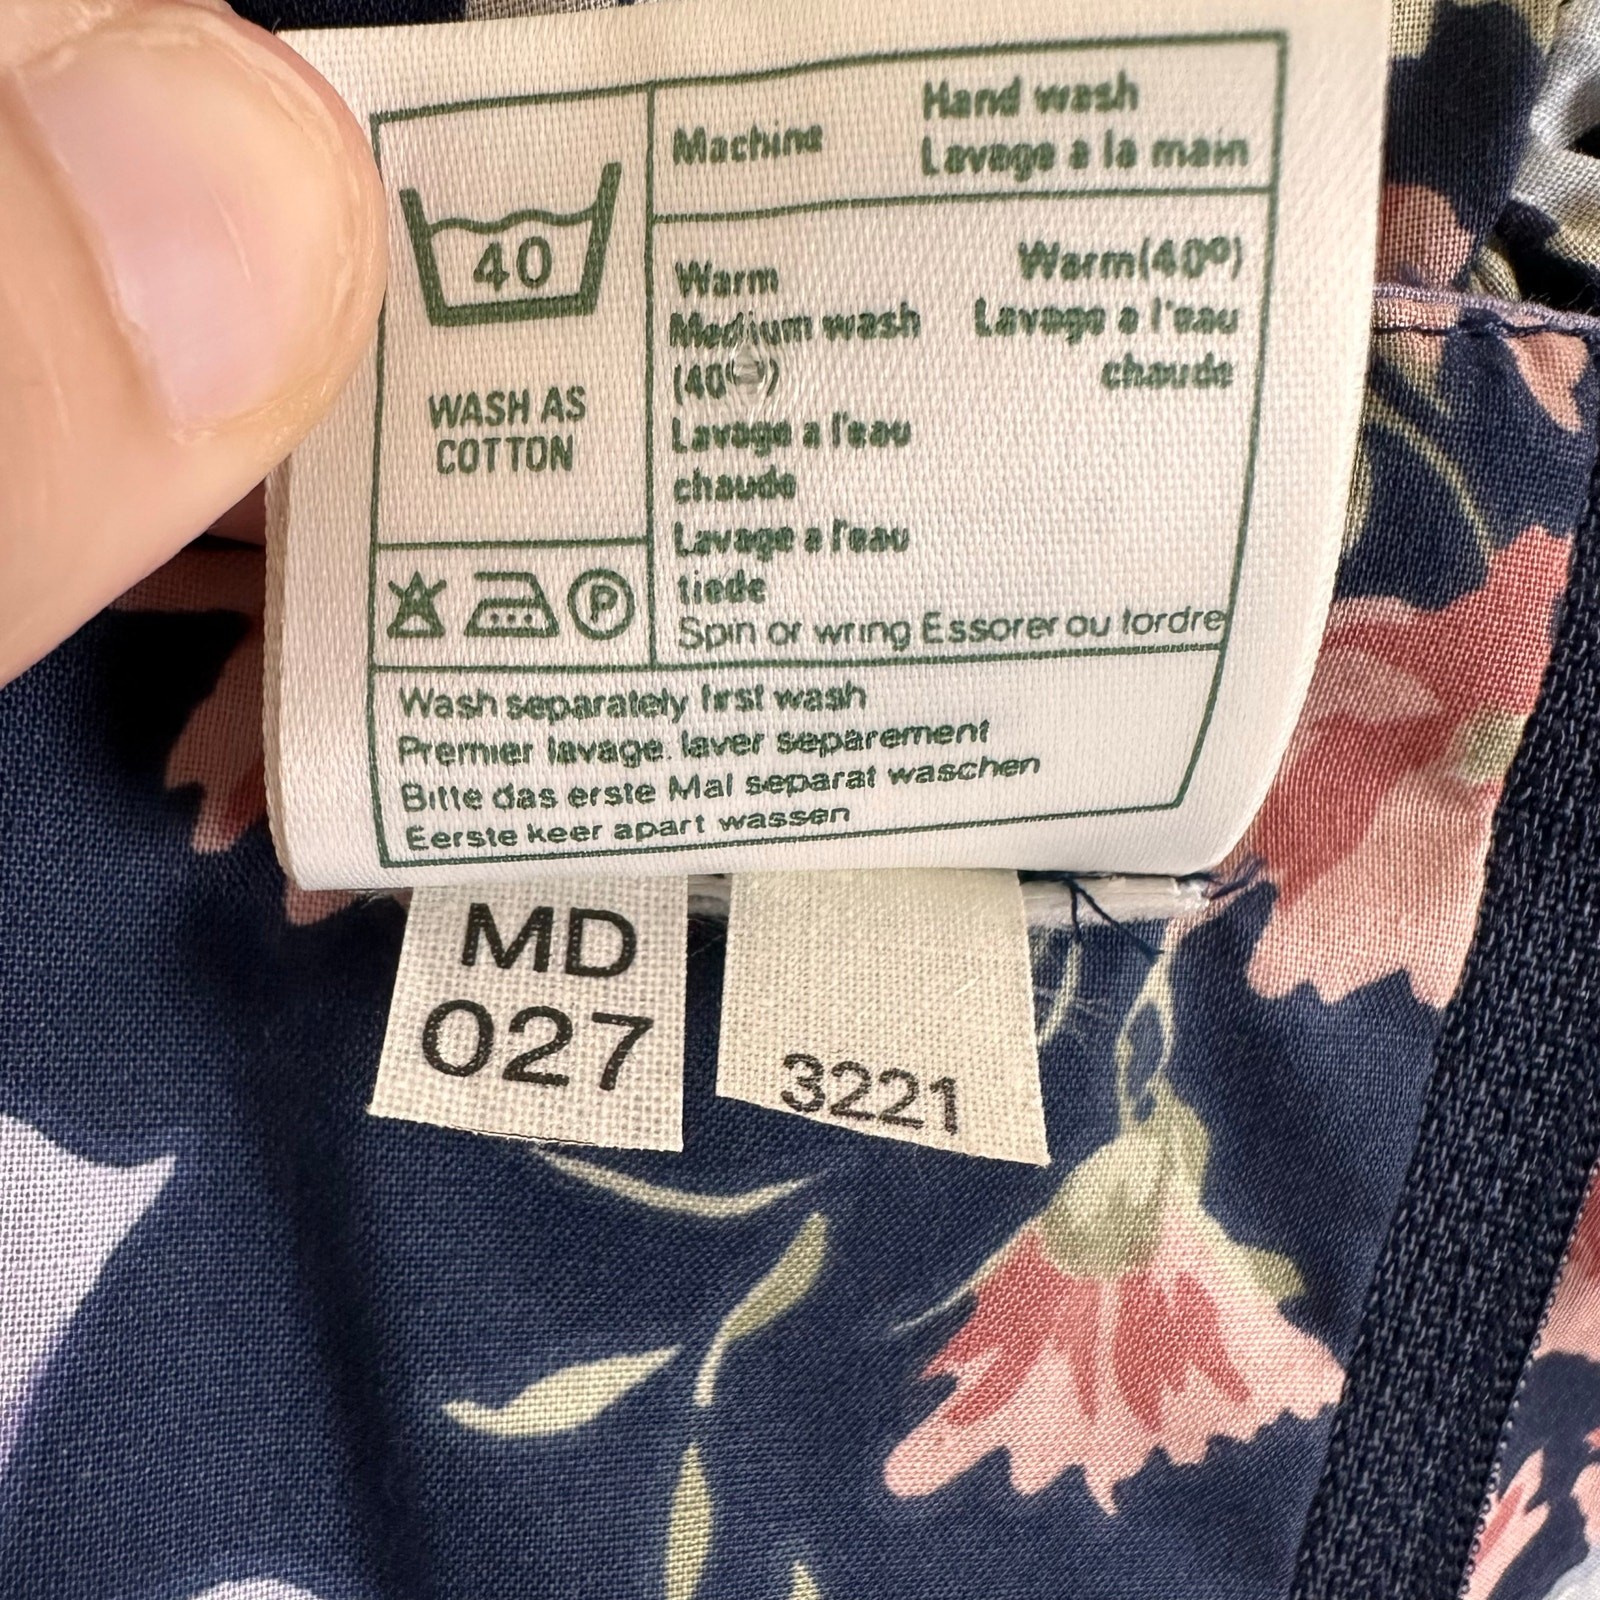 40
WASH AS
COTTON
P
Machine
Hand wash
Lavage a la main
Warm
Medium wash
(40°)
Lavage a l'eau
chaude
Lavage a l'eau
tiede
Warm(40º)
Lavage a l'eau
chaude
Spin or wring Essorer ou tordre
Wash separately first wash
Premier lavage. laver separement
Bitte das erste Mal separat waschen
Eerste keer apart wassen
MD
027
3221